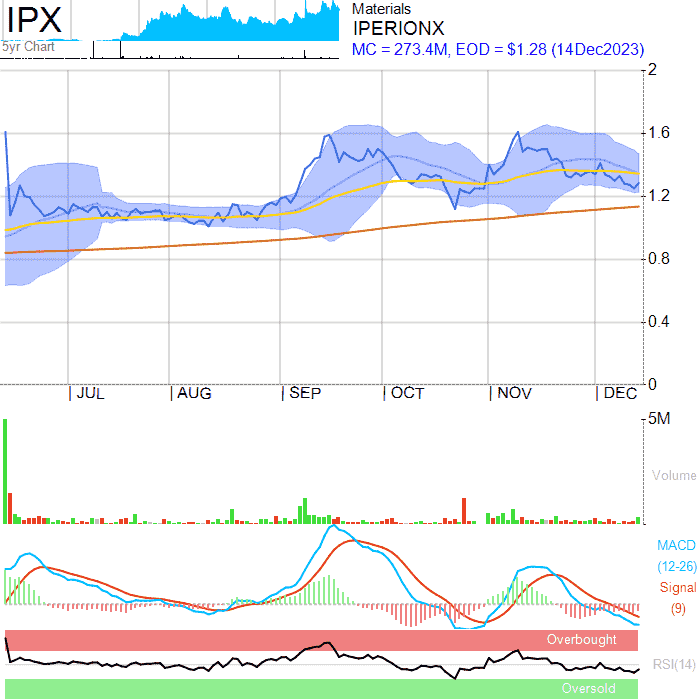 IPX
5yr Chart
Materials
IPERIONX
MC = 273.4M, EOD = $1.28 (14Dec2023)
2
1.6
1.2
0.8
0.4
0
JUL AUG SEP OCT NOV DEC
5M
Volume
MACD
(12-26)
Signal
(9)
Overbought
RSI(14)
Oversold